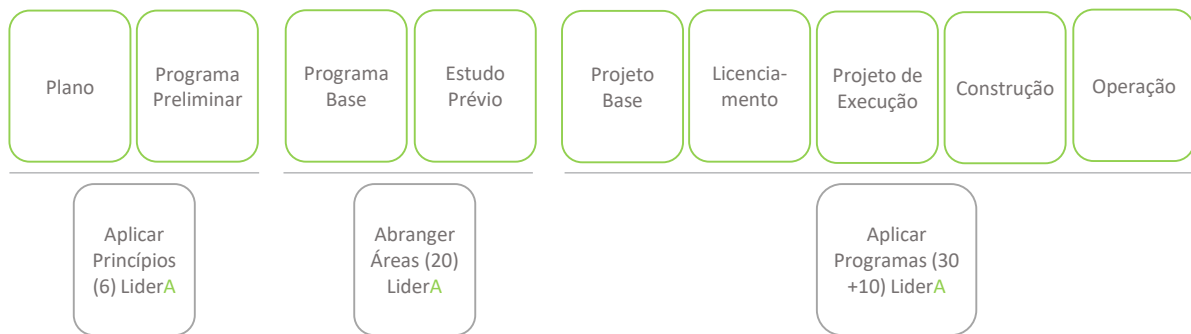 Plano
Programa
Preliminar
Programa
Base
Estudo
Prévio
Projeto
Base
Licencia-
mento
Projeto de
Execução
Construção
Operação
Aplicar
Princípios
(6) LiderA
Abranger
Áreas (20)
LiderA
Aplicar
Programas (30
+10) LiderA